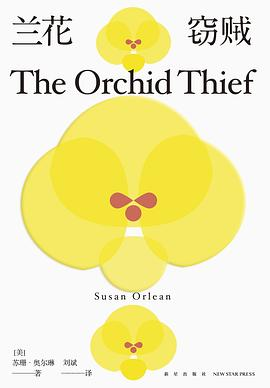 兰花 窃贼
The Orchid Thief
Susan Orlean
[美]
苏珊·奥尔琳 刘斌
——著 ——译
新星出版社 NEW STAR PRESS